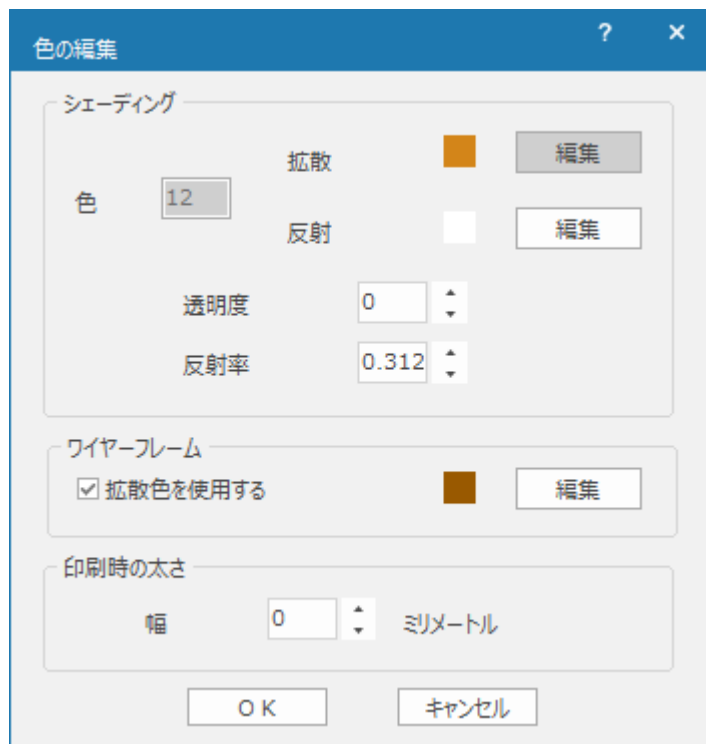 色の編集
? ×
シェーディング
拡散 編集
色 12
反射 編集
透明度 0
反射率 0.312
ワイヤーフレーム
拡散色を使用する 編集
印刷時の太さ
幅 0 ミリメートル
ＯＫ キャンセル